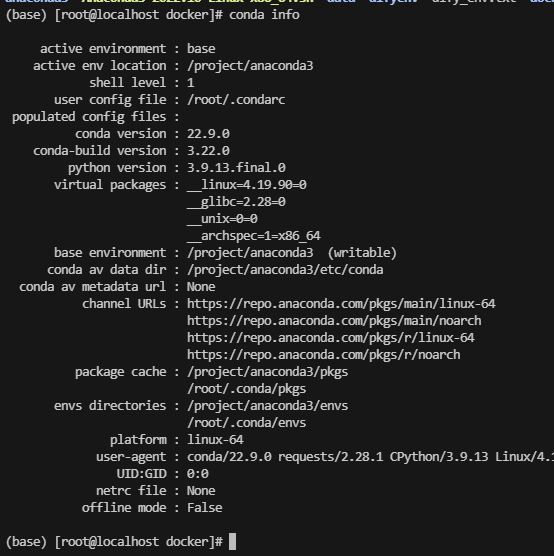 anaconda3 Anaconda3-2022.10-Linux-x86_64.sh data difyenv dify_env.txt
(base) [root@localhost docker]# conda info
active environment : base
active env location : /project/anaconda3
shell level : 1
user config file : /root/.condarc
populated config files :
conda version : 22.9.0
conda-build version : 3.22.0
python version : 3.9.13.final.0
virtual packages : __linux=4.19.90=0
__glibc=2.28=0
__unix=0=0
__archspec=1=x86_64
base environment : /project/anaconda3  (writable)
conda av data dir : /project/anaconda3/etc/conda
conda av metadata url : None
channel URLs : https://repo.anaconda.com/pkgs/main/linux-64
https://repo.anaconda.com/pkgs/main/noarch
https://repo.anaconda.com/pkgs/r/linux-64
https://repo.anaconda.com/pkgs/r/noarch
package cache : /project/anaconda3/pkgs
/root/.conda/pkgs
envs directories : /project/anaconda3/envs
/root/.conda/envs
platform : linux-64
user-agent : conda/22.9.0 requests/2.28.1 CPython/3.9.13 Linux/4.1
UID:GID : 0:0
netrc file : None
offline mode : False
(base) [root@localhost docker]#